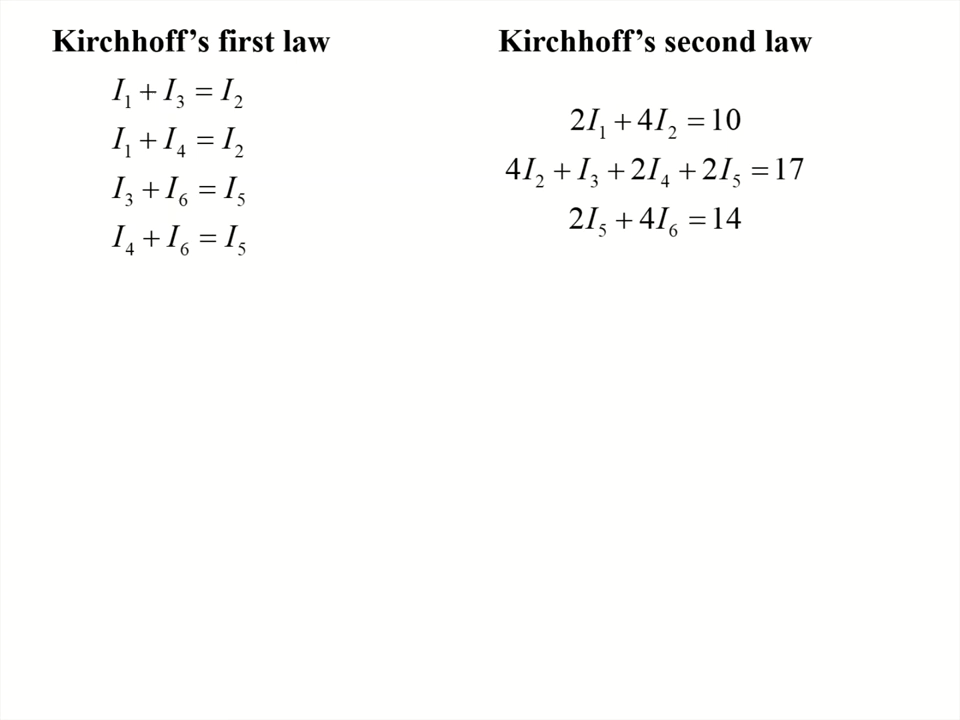 Kirchhoff’s first law
I₁ + I₃ = I₂
I₁ + I₄ = I₂
I₃ + I₆ = I₅
I₄ + I₆ = I₅
Kirchhoff’s second law
2I₁ + 4I₂ = 10
4I₂ + I₃ + 2I₄ + 2I₅ = 17
2I₅ + 4I₆ = 14